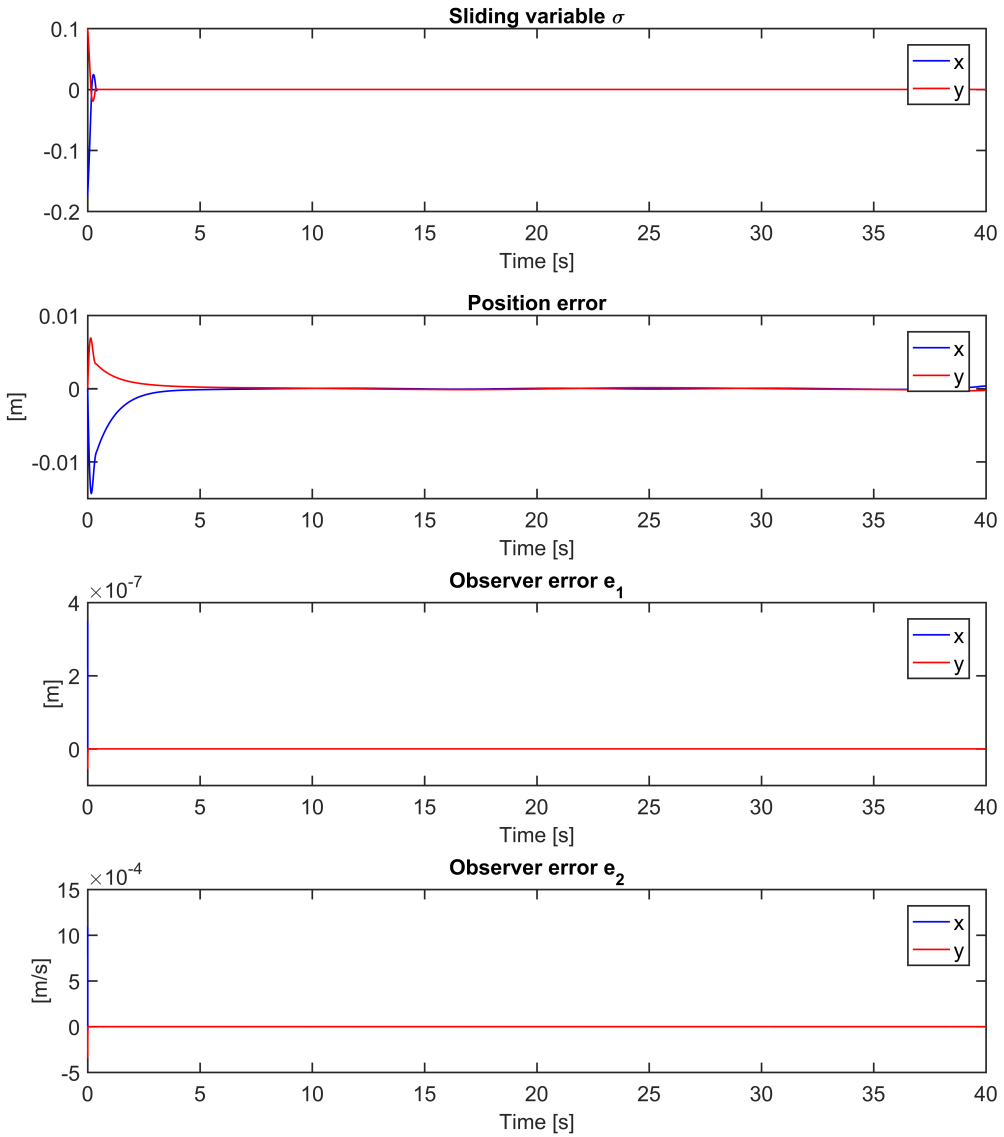 Sliding variable σ
0.1
0
-0.1
-0.2
x
y
0 5 10 15 20 25 30 35 40
Time [s]
Position error
0.01
0
-0.01
[m]
x
y
0 5 10 15 20 25 30 35 40
Time [s]
Observer error e1
×10-7
4
2
0
[m]
x
y
0 5 10 15 20 25 30 35 40
Time [s]
Observer error e2
×10-4
15
10
5
0
-5
[m/s]
x
y
0 5 10 15 20 25 30 35 40
Time [s]